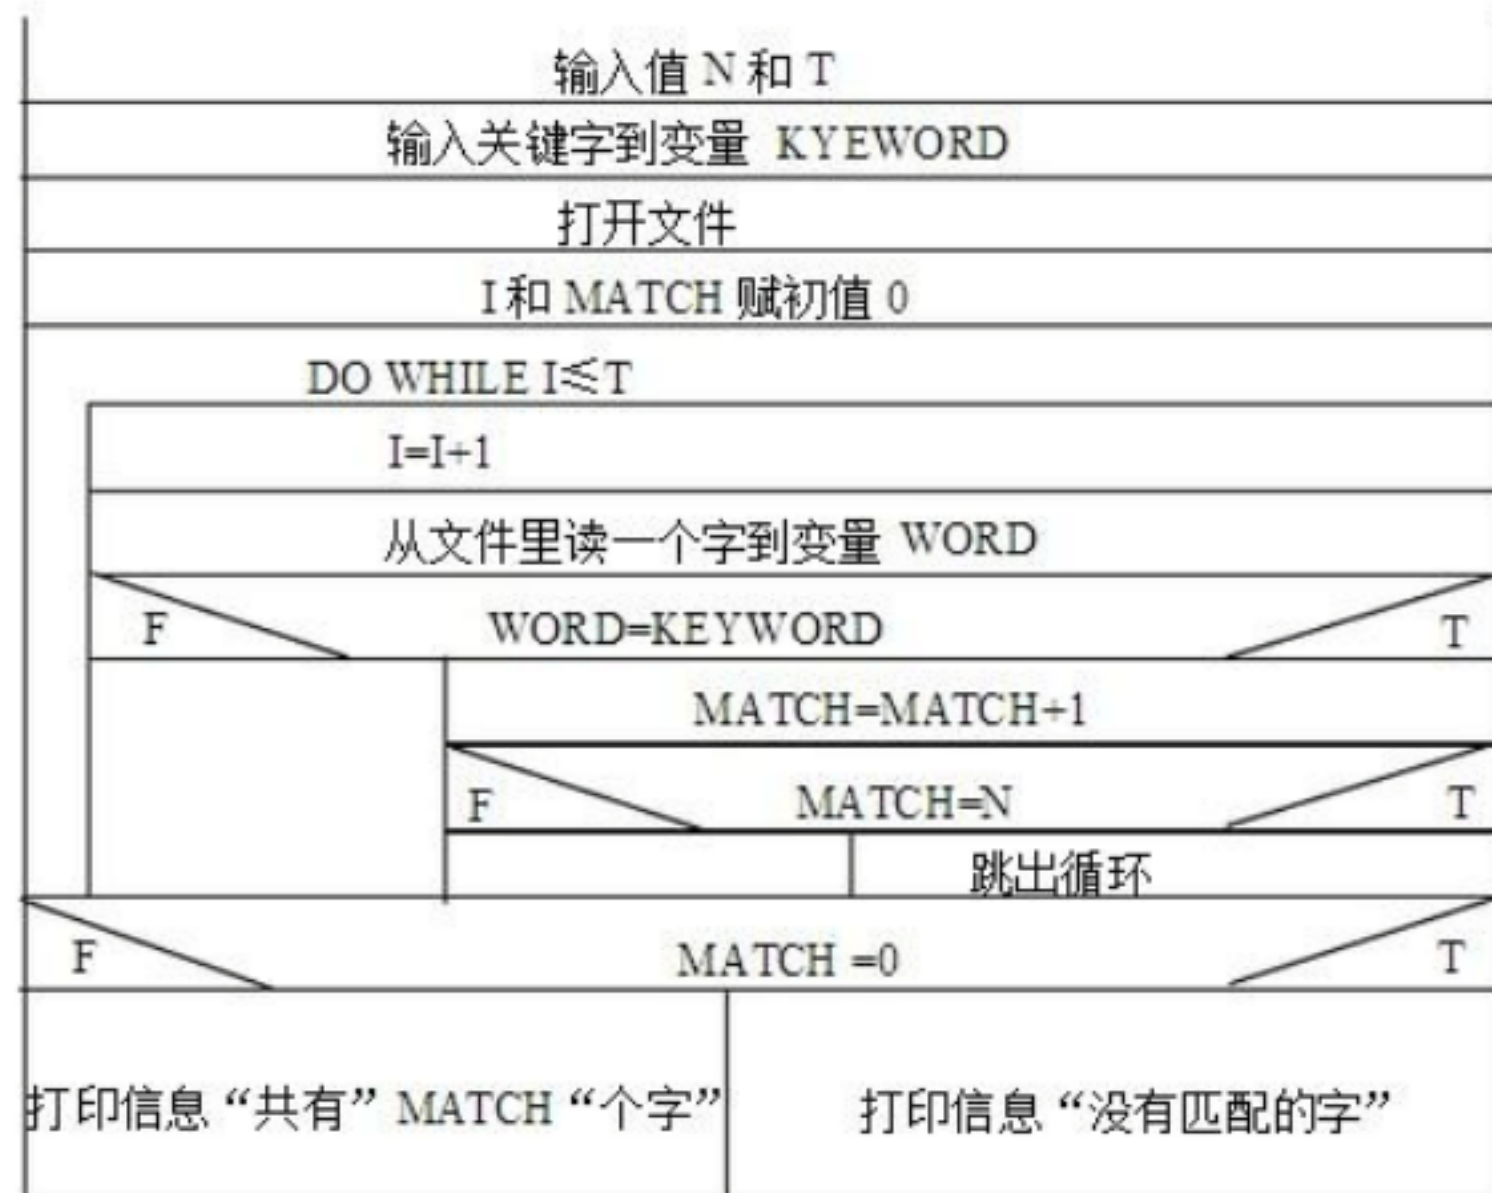 输入值 N 和 T
输入关键字到变量 KYEWORD
打开文件
I 和 MATCH 赋初值 0
DO WHILE I≤T
I=I+1
从文件里读一个字到变量 WORD
F WORD=KEYWORD T
MATCH=MATCH+1
F MATCH=N T
跳出循环
F MATCH =0 T
打印信息“共有” MATCH “个字” 打印信息“没有匹配的字”